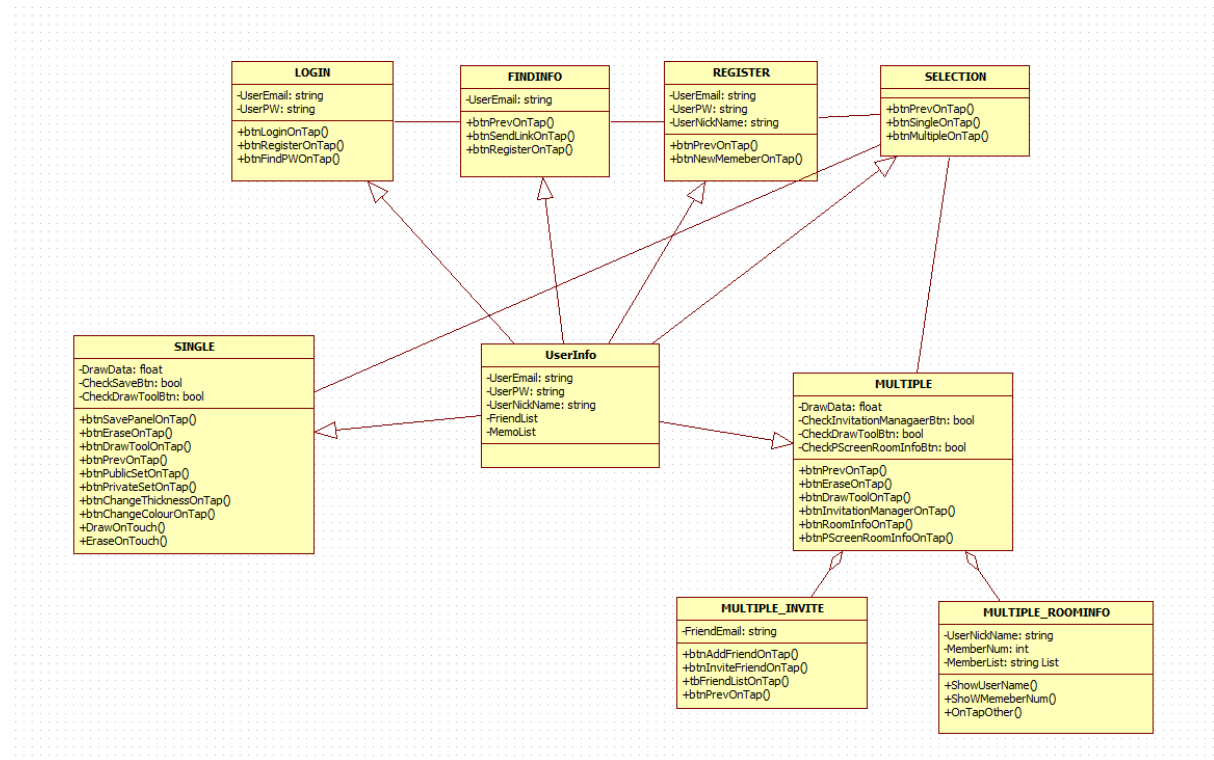 LOGIN
-UserEmail: string
-UserPW: string
+btnLoginOnTap()
+btnRegisterOnTap()
+btnFindPWOnTap()
FINDINFO
-UserEmail: string
+btnPrevOnTap()
+btnSendLinkOnTap()
+btnRegisterOnTap()
REGISTER
-UserEmail: string
-UserPW: string
-UserNickName: string
+btnPrevOnTap()
+btnNewMemeberOnTap()
SELECTION
+btnPrevOnTap()
+btnSingleOnTap()
+btnMultipleOnTap()
SINGLE
-DrawData: float
-CheckSaveBtn: bool
-CheckDrawToolBtn: bool
+btnSavePanelOnTap()
+btnEraseOnTap()
+btnDrawToolOnTap()
+btnPrevOnTap()
+btnPublicSetOnTap()
+btnPrivateSetOnTap()
+btnChangeThicknessOnTap()
+btnChangeColourOnTap()
+DrawOnTouch()
+EraseOnTouch()
UserInfo
-UserEmail: string
-UserPW: string
-UserNickName: string
-FriendList
-MemoList
MULTIPLE
-DrawData: float
-CheckInvitationManagaerBtn: bool
-CheckDrawToolBtn: bool
-CheckPScreenRoomInfoBtn: bool
+btnPrevOnTap()
+btnEraseOnTap()
+btnDrawToolOnTap()
+btnInvitationManagerOnTap()
+btnRoomInfoOnTap()
+btnPScreenRoomInfoOnTap()
MULTIPLE_INVITE
-FriendEmail: string
+btnAddFriendOnTap()
+btnInviteFriendOnTap()
+tbFriendListOnTap()
+btnPrevOnTap()
MULTIPLE_ROOMINFO
-UserNickName: string
-MemberNum: int
-MemberList: string List
+ShowUserName()
+ShoWMemeberNum()
+OnTapOther()